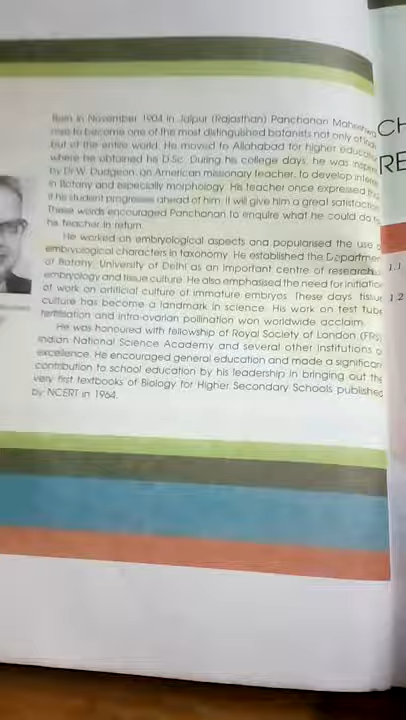 Born in November 1904 in Jaipur (Rajasthan) Panchanan Maheshwari
rose to become one of the most distinguished botanists not only of India
but of the entire world. He moved to Allahabad for higher education
where he obtained his D.Sc. During his college days, he was inspired
by Dr W. Dudgeon, an American missionary teacher, to develop interest
in Botany and especially morphology. His teacher once expressed that
if his student progresses ahead of him, it will give him a great satisfaction.
These words encouraged Panchanan to enquire what he could do for
his teacher in return.
He worked on embryological aspects and popularised the use of
embryological characters in taxonomy. He established the Department
of Botany, University of Delhi as an important centre of research in
embryology and tissue culture. He also emphasised the need for initiation
of work on artificial culture of immature embryos. These days, tissue
culture has become a landmark in science. His work on test tube
fertilisation and intra-ovarian pollination won worldwide acclaim.
He was honoured with fellowship of Royal Society of London (FRS),
Indian National Science Academy and several other institutions of
excellence. He encouraged general education and made a significant
contribution to school education by his leadership in bringing out the
very first textbooks of Biology for Higher Secondary Schools published
by NCERT in 1964.
CH
RE
1.1
1.2